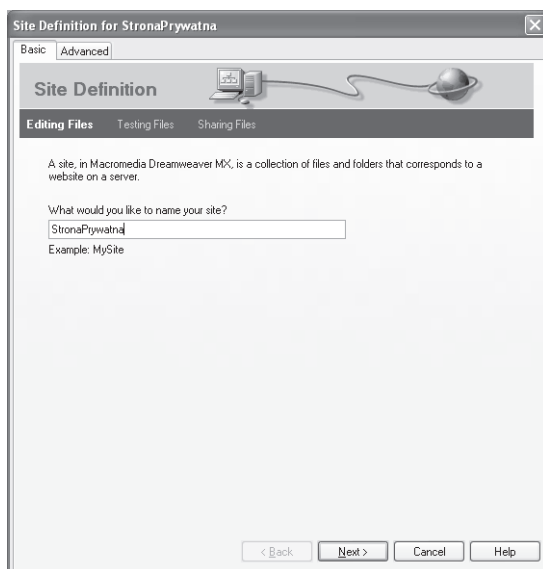 Site Definition for StronaPrywatna
Basic Advanced
Site Definition
Editing Files Testing Files Sharing Files
A site, in Macromedia Dreamweaver MX, is a collection of files and folders that corresponds to a
website on a server.
What would you like to name your site?
StronaPrywatna
Example: MySite
< Back Next > Cancel Help